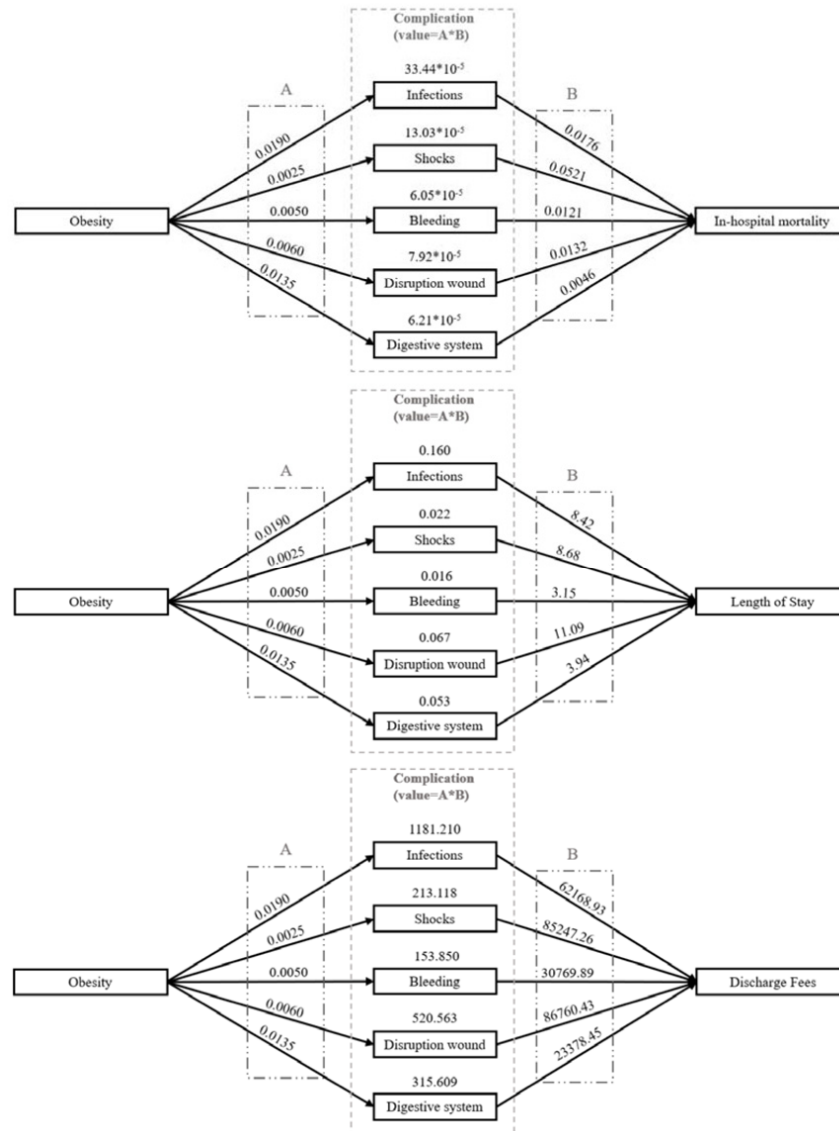 Complication
(value=A*B)
33.44*10⁻⁵
A
Infections
B
0.0190
0.0176
13.03*10⁻⁵
0.0025
Shocks
0.0521
6.05*10⁻⁵
Obesity
0.0050
Bleeding
0.0121
In-hospital mortality
7.92*10⁻⁵
0.0060
Disruption wound
0.0132
0.0135
6.21*10⁻⁵
0.0046
Digestive system
Complication
(value=A*B)
0.160
A
Infections
B
0.0190
8.42
0.022
0.0025
Shocks
8.68
0.016
Obesity
0.0050
Bleeding
3.15
Length of Stay
0.067
0.0060
Disruption wound
11.09
0.0135
0.053
3.94
Digestive system
Complication
(value=A*B)
1181.210
A
Infections
B
0.0190
62168.93
213.118
0.0025
Shocks
85247.26
153.850
Obesity
0.0050
Bleeding
30769.89
Discharge Fees
520.563
0.0060
Disruption wound
86760.43
0.0135
315.609
23378.45
Digestive system